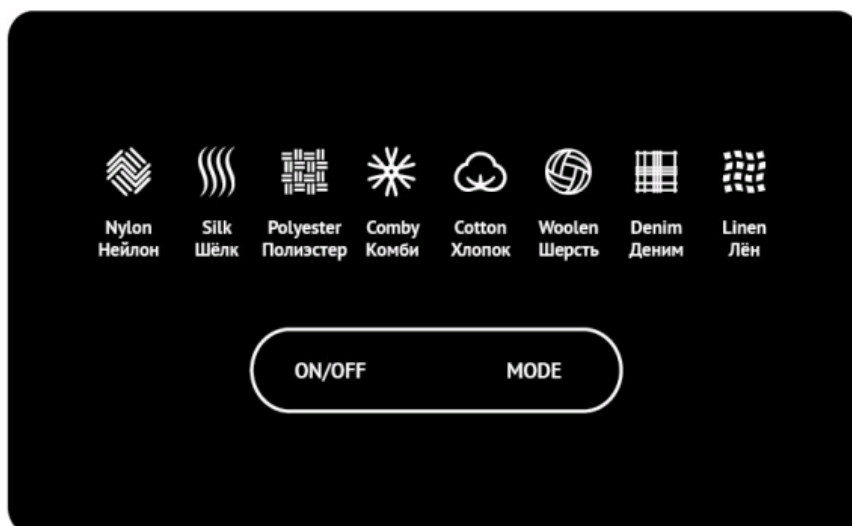 Nylon Silk Polyester Comby Cotton Woolen Denim Linen
Нейлон Шёлк Полиэстер Комби Хлопок Шерсть Деним Лён
ON/OFF MODE